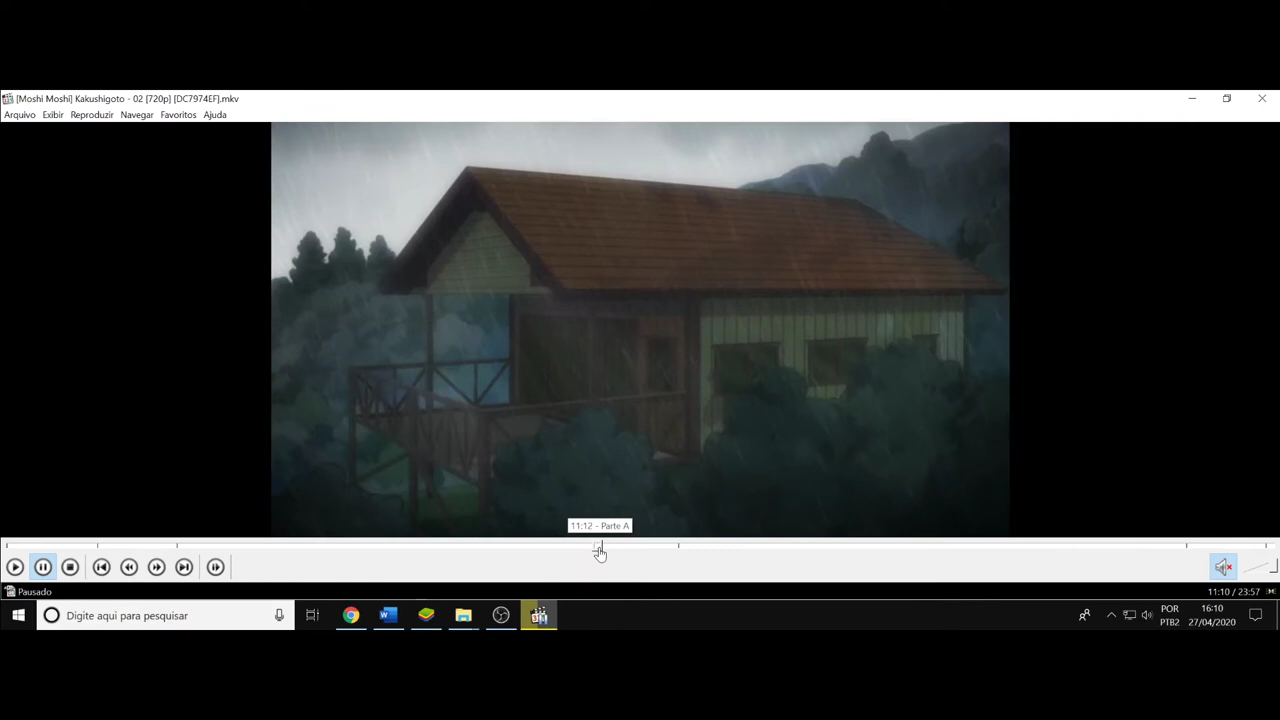 [Moshi Moshi] Kakushigoto - 02 [720p] [DC7974EF].mkv
Arquivo Exibir Reproduzir Navegar Favoritos Ajuda
11:12 - Parte A
Pausado
11:10 / 23:57
Digite aqui para pesquisar
POR
PTB2
16:10
27/04/2020